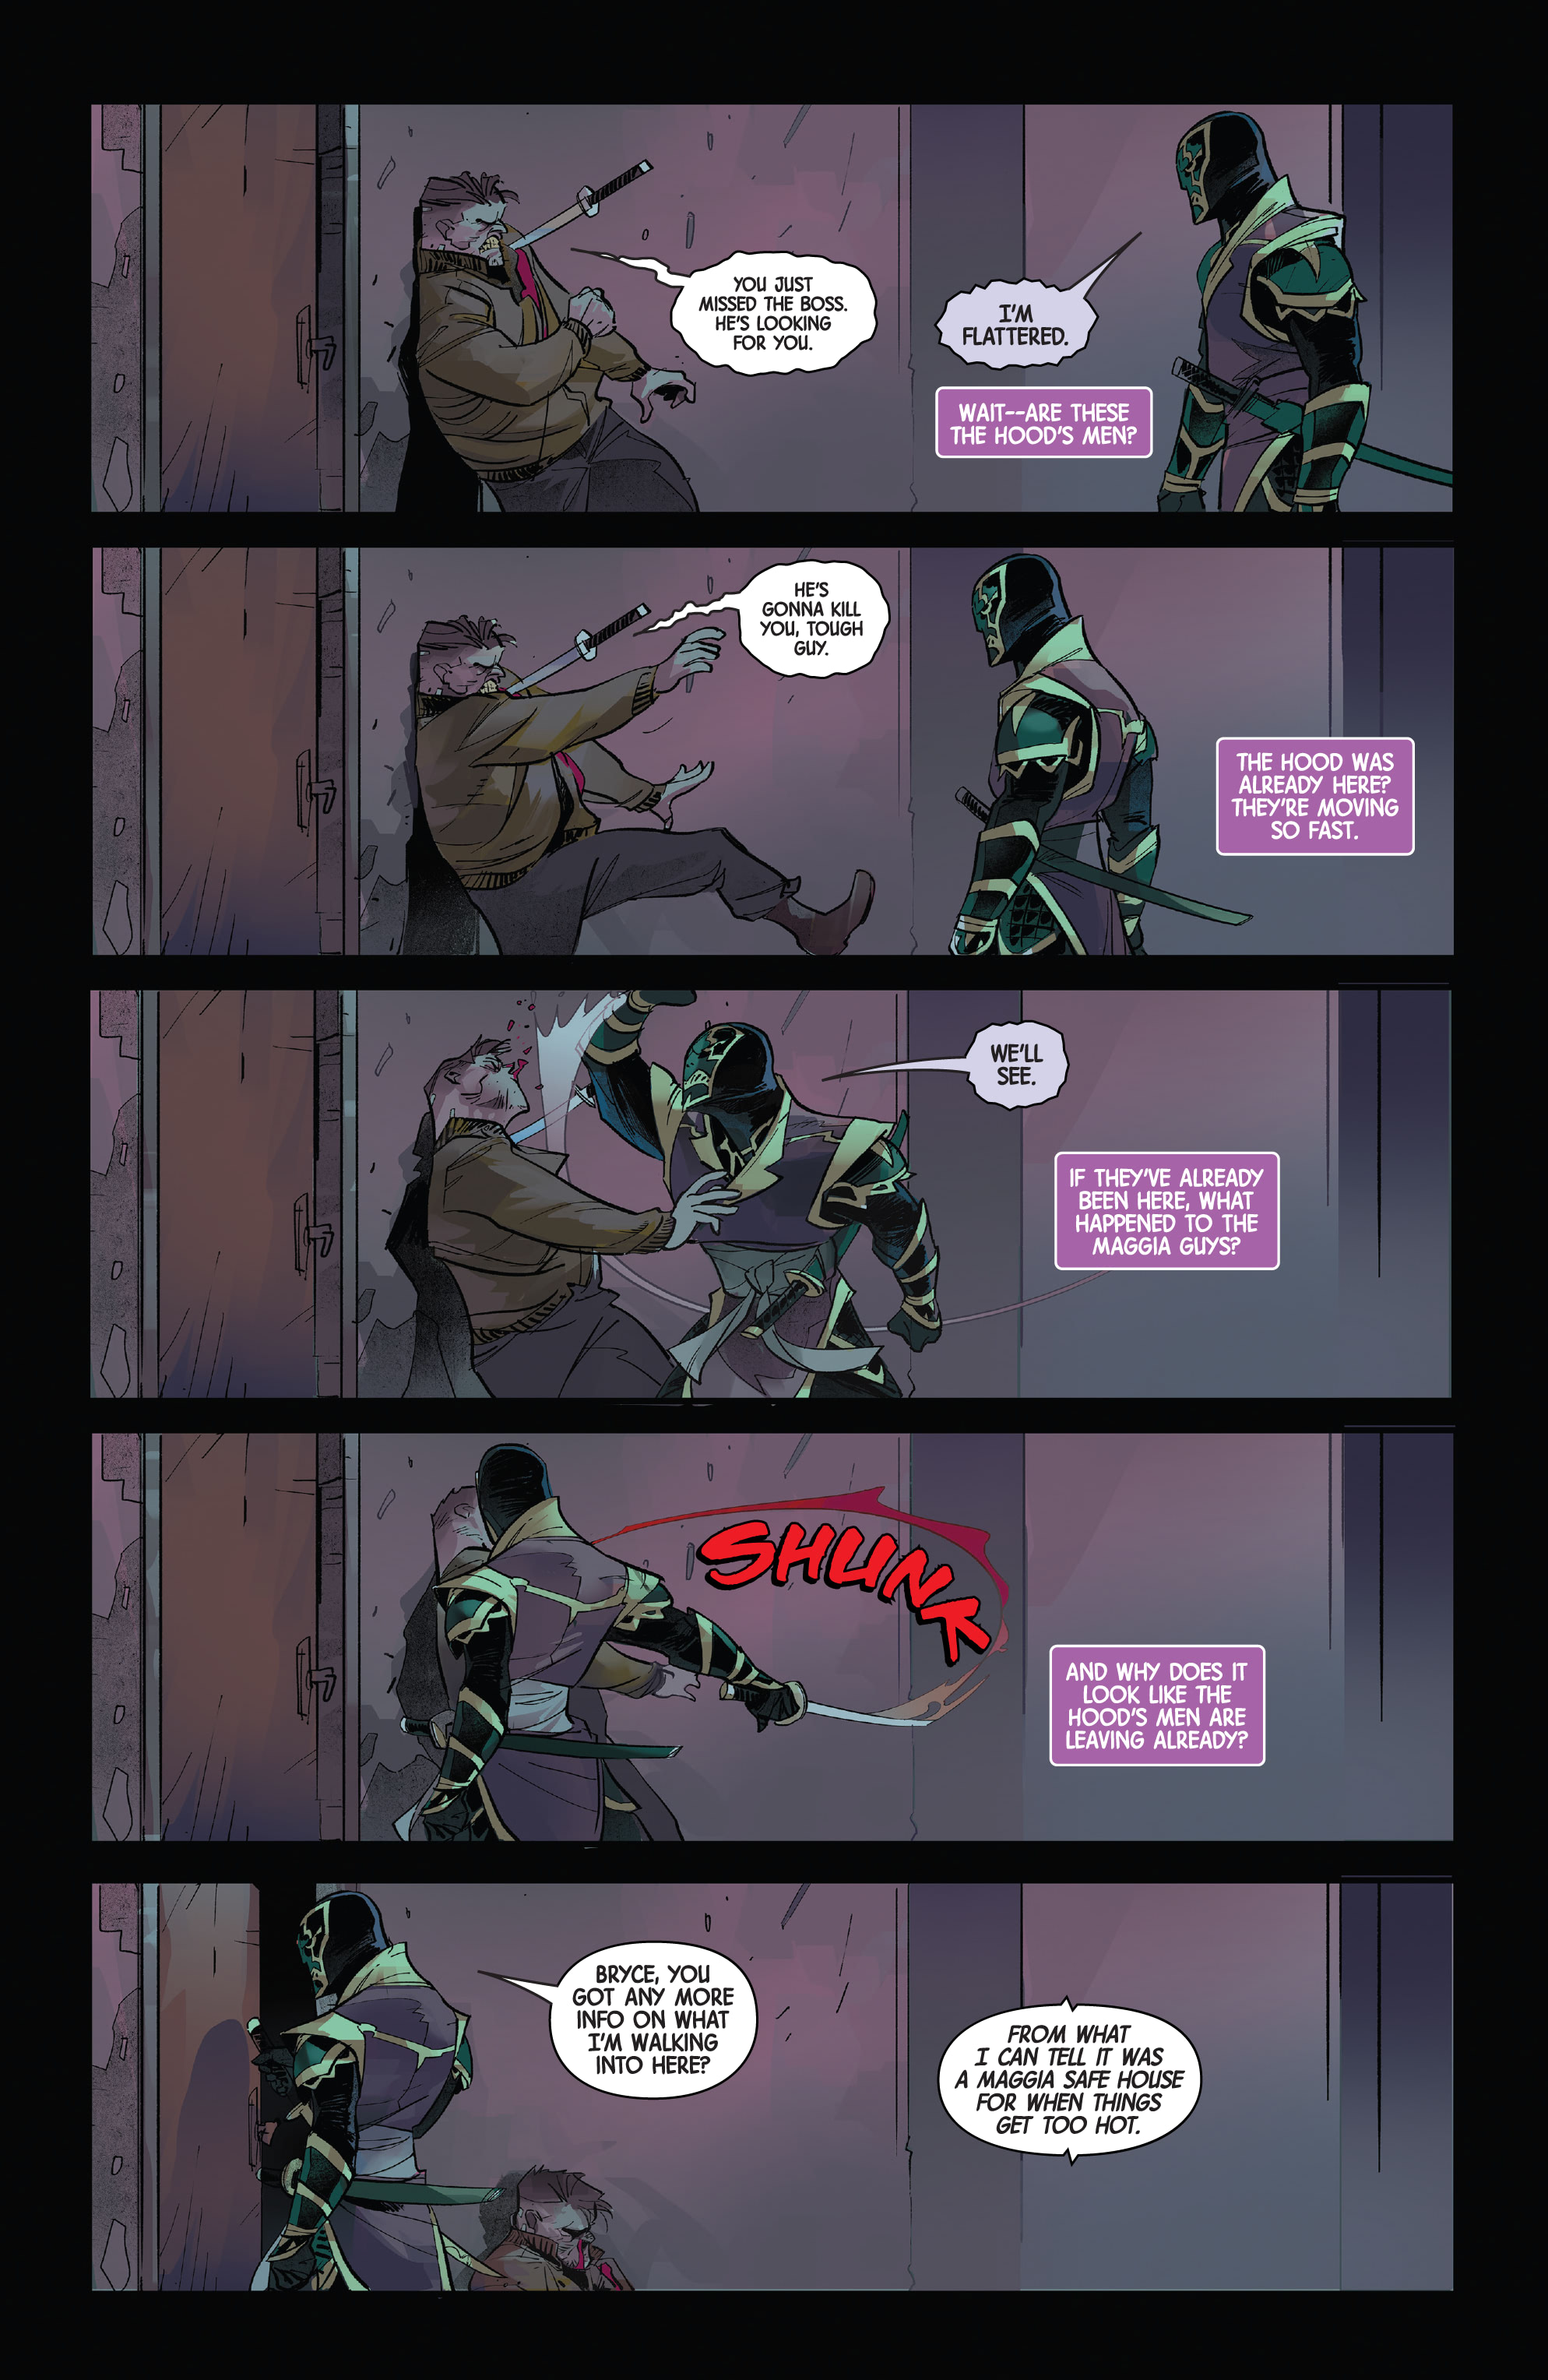 YOU JUST
MISSED THE BOSS.
HE'S LOOKING
FOR YOU.
I'M
FLATTERED.
WAIT--ARE THESE
THE HOOD'S MEN?
HE'S
GONNA KILL
YOU, TOUGH
GUY.
THE HOOD WAS
ALREADY HERE?
THEY'RE MOVING
SO FAST.
WE'LL
SEE.
IF THEY'VE ALREADY
BEEN HERE, WHAT
HAPPENED TO THE
MAGGIA GUYS?
SHUNK
AND WHY DOES IT
LOOK LIKE THE
HOOD'S MEN ARE
LEAVING ALREADY?
BRYCE, YOU
GOT ANY MORE
INFO ON WHAT
I'M WALKING
INTO HERE?
FROM WHAT
I CAN TELL IT WAS
A MAGGIA SAFE HOUSE
FOR WHEN THINGS
GET TOO HOT.